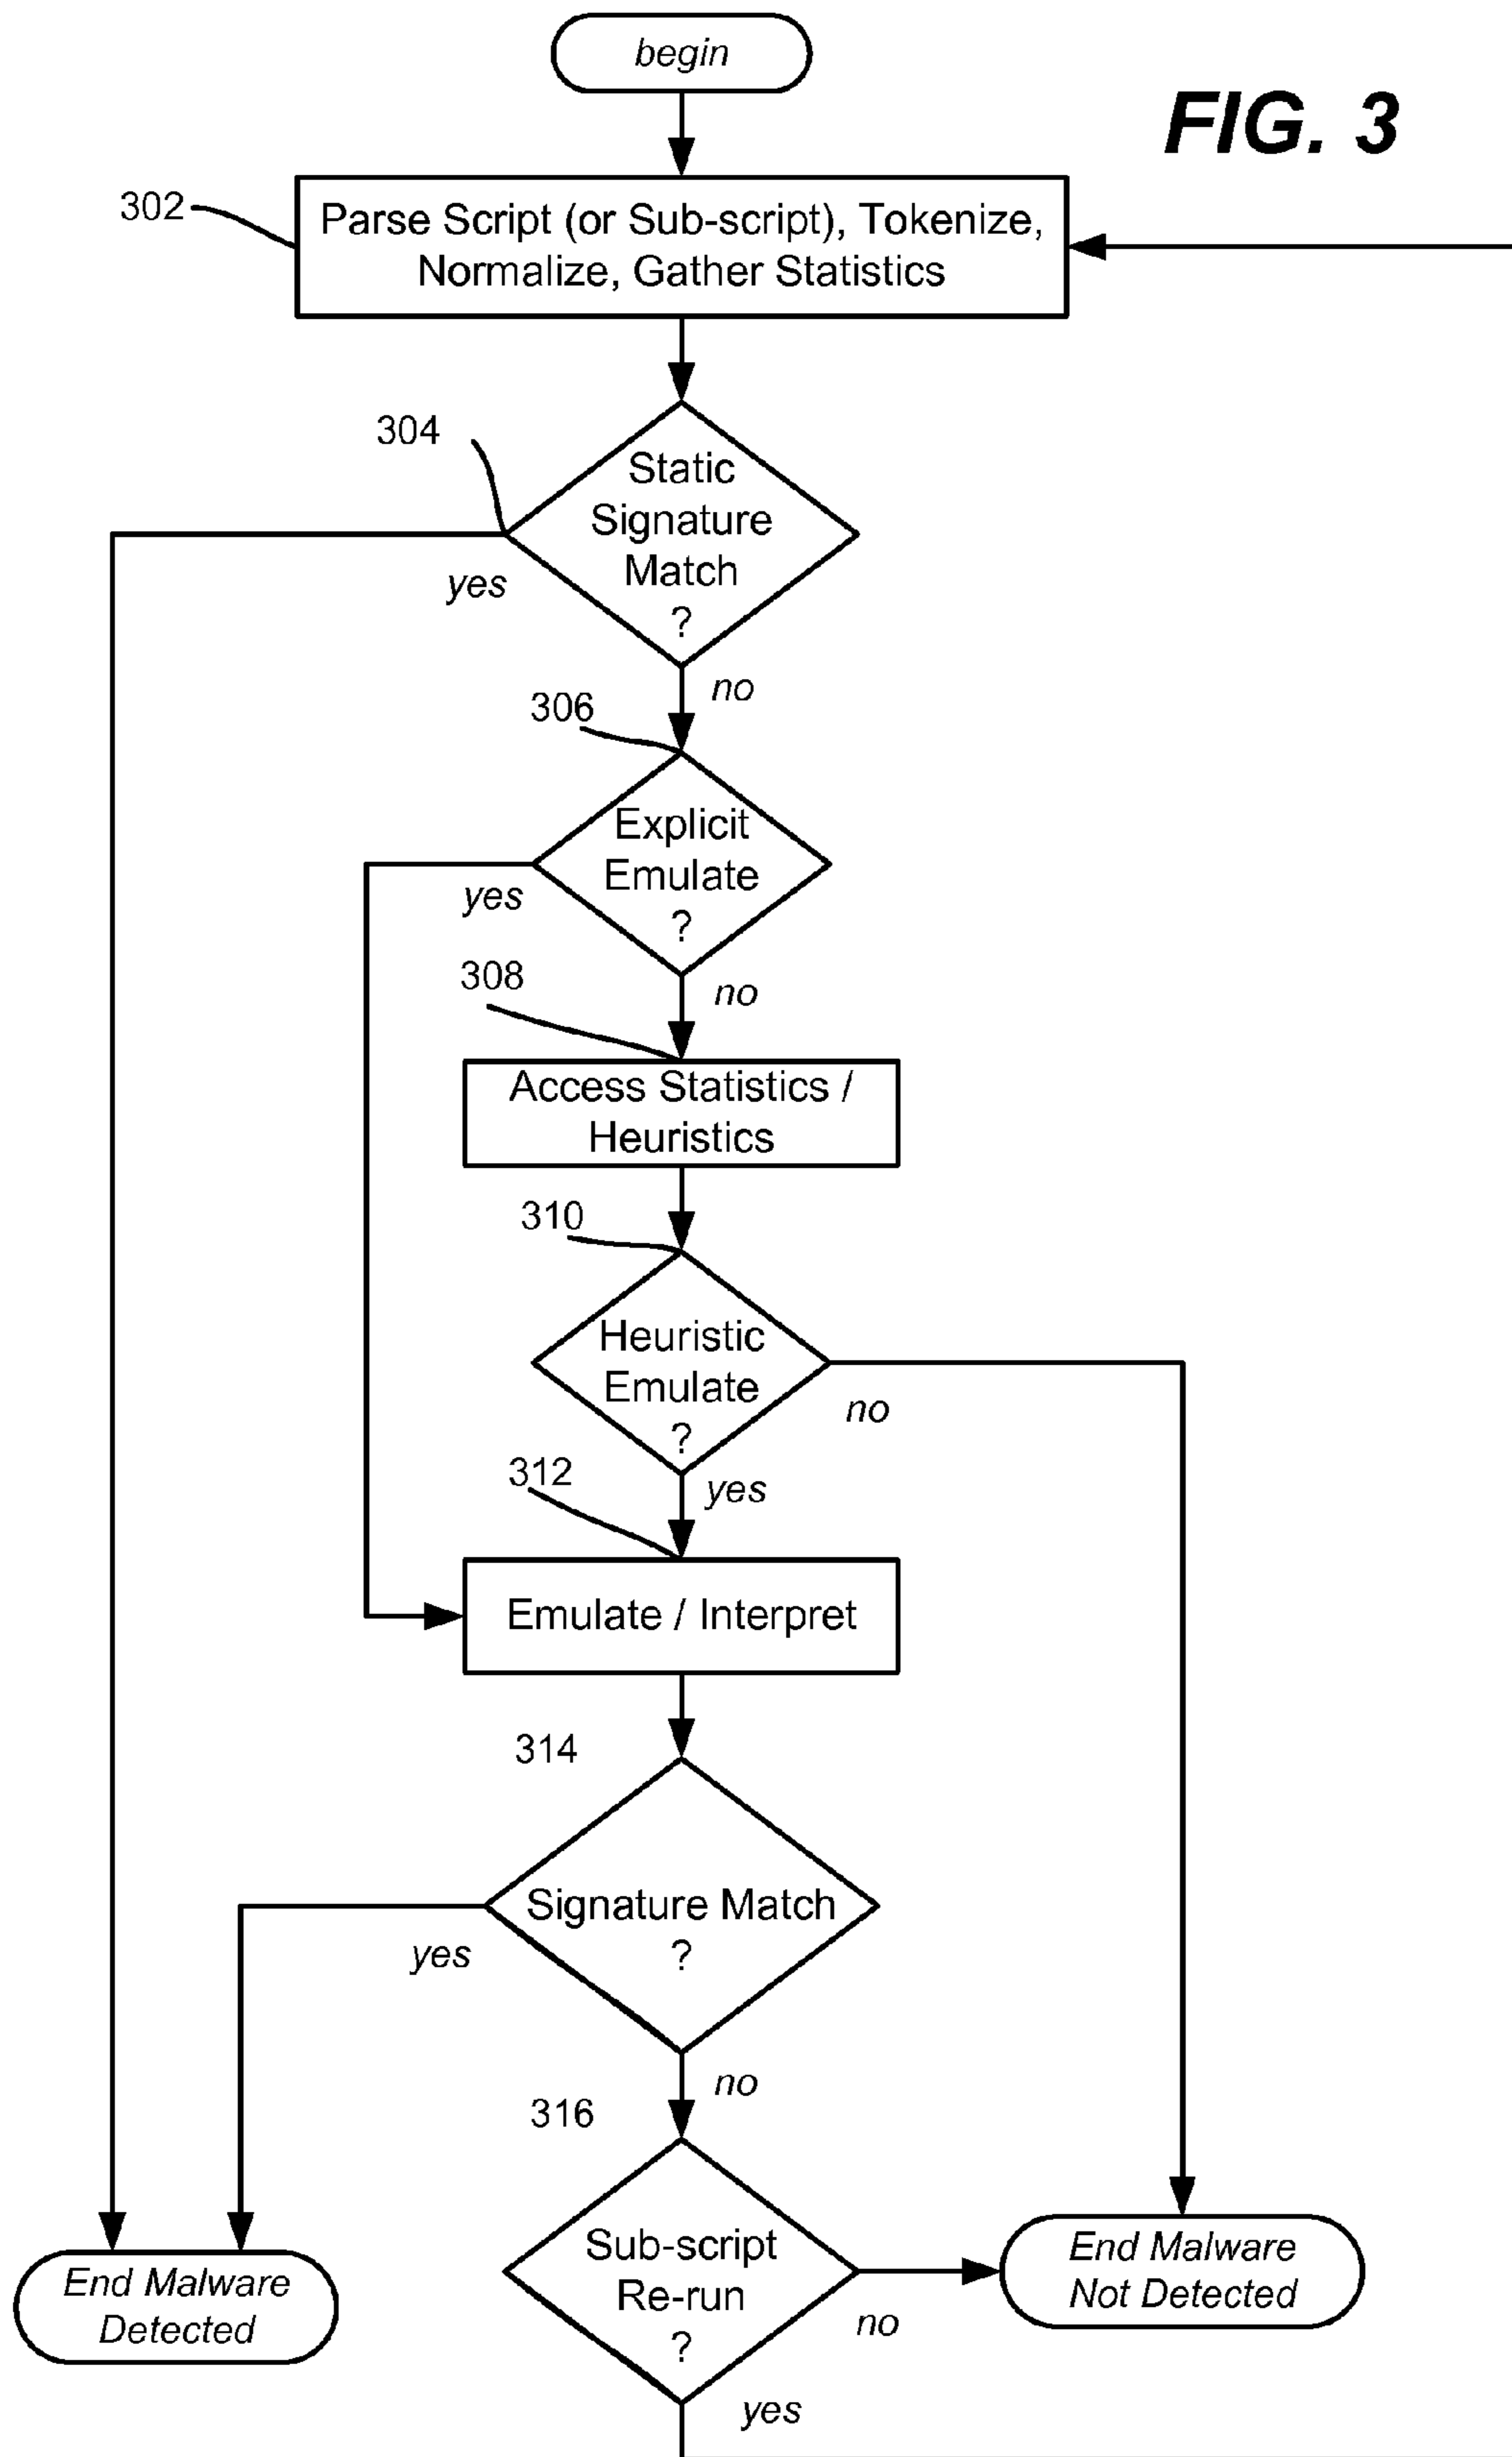 begin
FIG. 3
302
Parse Script (or Sub-script), Tokenize,
Normalize, Gather Statistics
304
Static
Signature
Match
?
yes
no
306
Explicit
Emulate
?
yes
308
no
Access Statistics /
Heuristics
310
Heuristic
Emulate
?
no
312
yes
Emulate / Interpret
314
Signature Match
?
yes
no
316
Sub-script
Re-run
?
no
yes
End Malware
Not Detected
End Malware
Detected